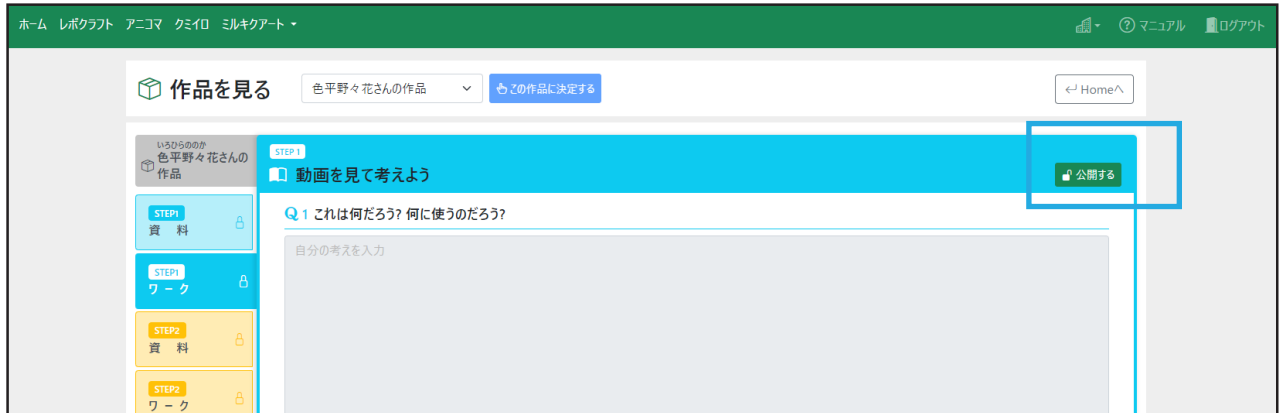 ホーム レポクラフト アニコマ クミイロ ミルキクアート
マニュアル ログアウト
作品を見る
色平野々花さんの作品
この作品に決定する
Homeへ
いろひらののか
色平野々花さんの
作品
STEP 1
動画を見て考えよう
公開する
STEP1
資 料
Q 1 これは何だろう? 何に使うのだろう?
自分の考えを入力
STEP1
ワーク
STEP2
資 料
STEP2
ワーク